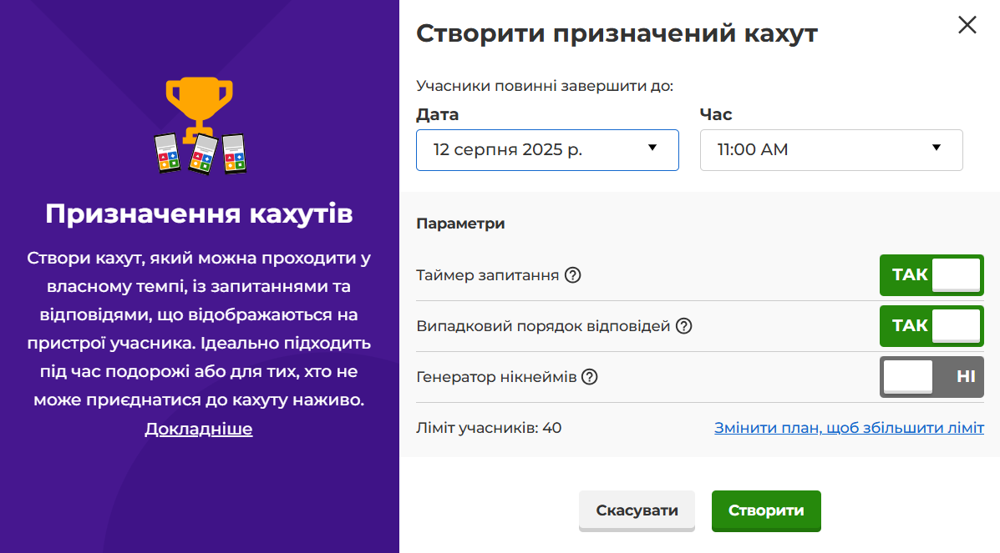 Призначення кахутів
Створи кахут, який можна проходити у
власному темпі, із запитаннями та
відповідями, що відображаються на
пристрої учасника. Ідеально підходить
під час подорожі або для тих, хто не
може приєднатися до кахуту наживо.
Докладніше
Створити призначений кахут
Учасники повинні завершити до:
Дата
Час
12 серпня 2025 р.
11:00 AM
Параметри
Таймер запитання
ТАК
Випадковий порядок відповідей
ТАК
Генератор нікнеймів
НІ
Ліміт учасників: 40
Змінити план, щоб збільшити ліміт
Скасувати
Створити